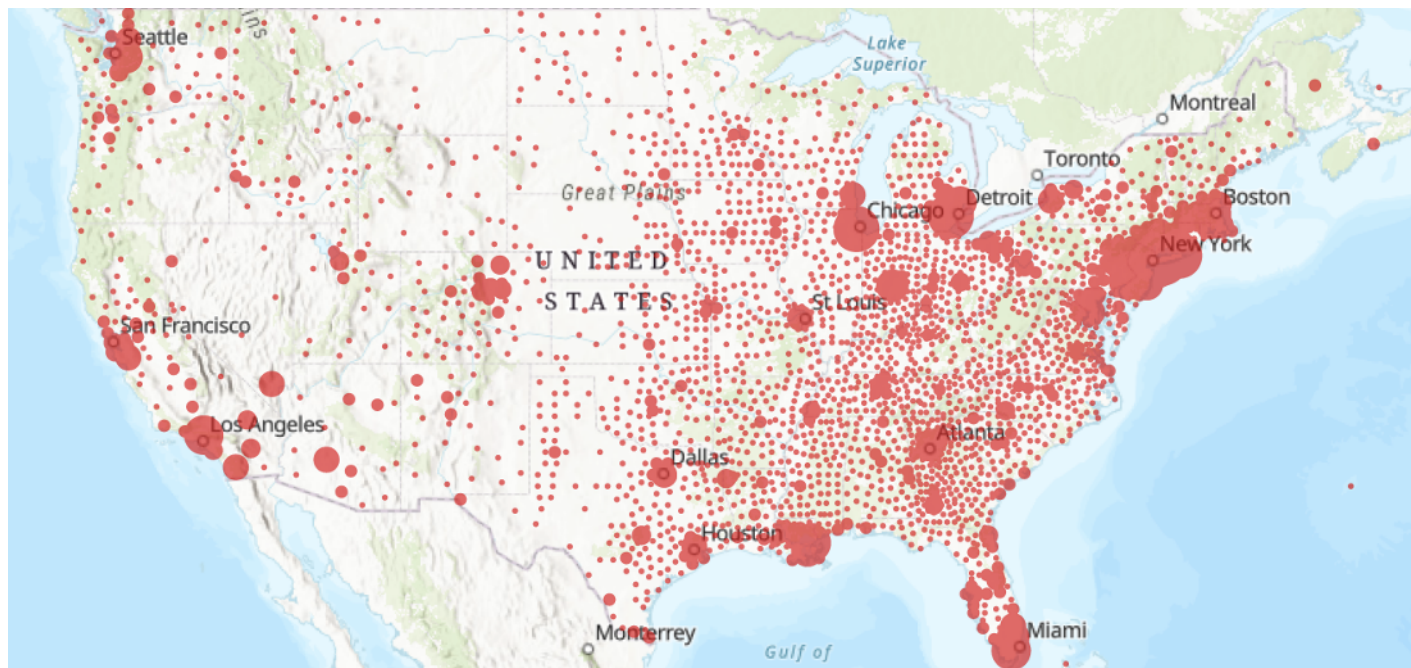 Seattle
ins
Lake
Superior
Montreal
Toronto
Great Plains
Detroit
Boston
Chicago
New York
UNITED
STATES
St Louis
San Francisco
Los Angeles
Atlanta
Dallas
Houston
Monterrey
Miami
Gulf of